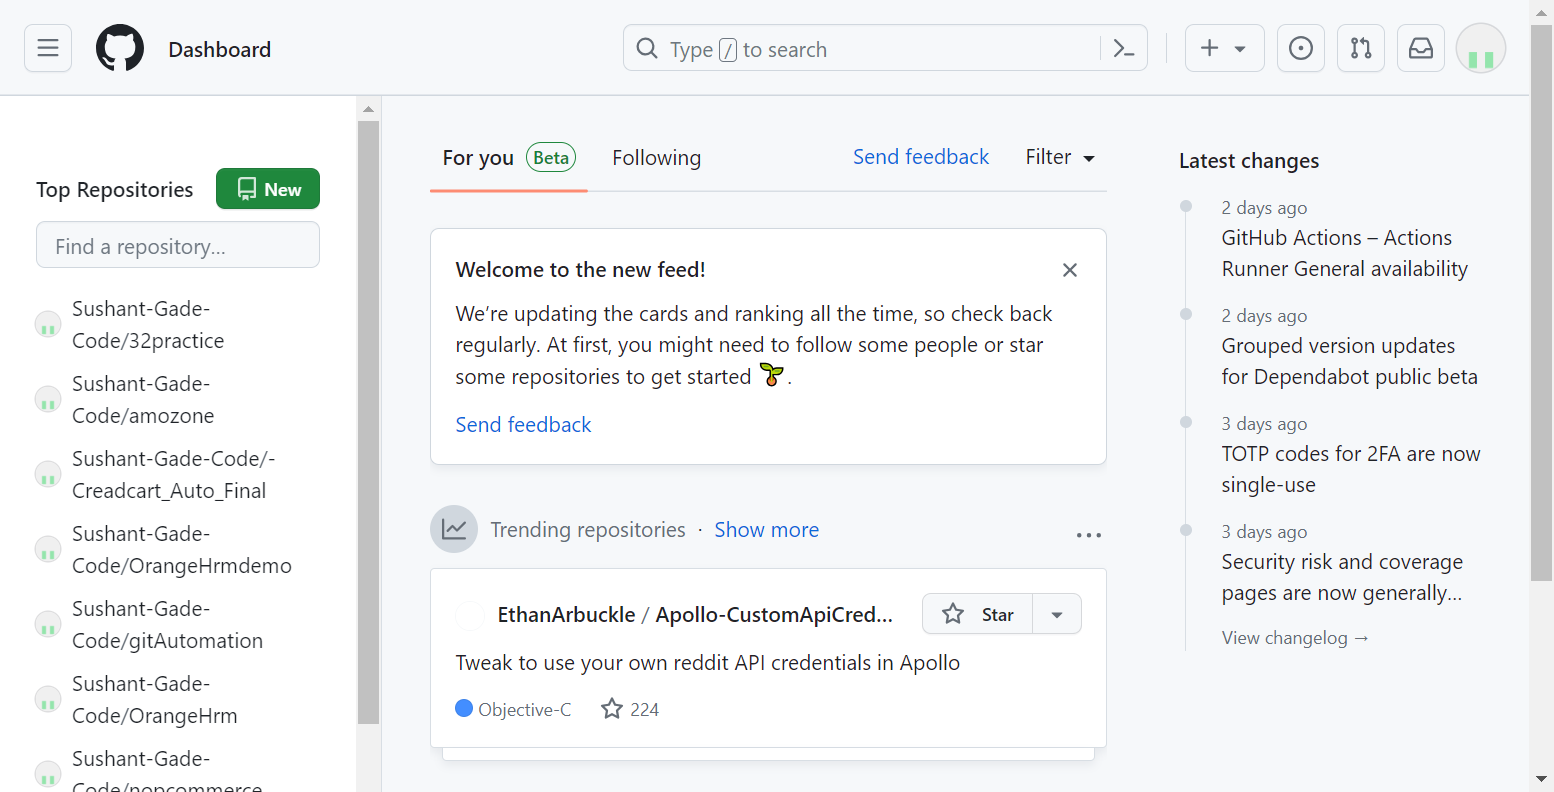 Dashboard
Type / to search
Top Repositories
New
Find a repository...
Sushant-Gade-
Code/32practice
Sushant-Gade-
Code/amozone
Sushant-Gade-Code/-
Creadcart_Auto_Final
Sushant-Gade-
Code/OrangeHrmdemo
Sushant-Gade-
Code/gitAutomation
Sushant-Gade-
Code/OrangeHrm
Sushant-Gade-
Code/nopcommerce
For you Beta
Following
Send feedback
Filter
Welcome to the new feed!
We’re updating the cards and ranking all the time, so check back
regularly. At first, you might need to follow some people or star
some repositories to get started 🌱.
Send feedback
Trending repositories · Show more
EthanArbuckle / Apollo-CustomApiCred...
Star
Tweak to use your own reddit API credentials in Apollo
Objective-C
224
Latest changes
2 days ago
GitHub Actions – Actions
Runner General availability
2 days ago
Grouped version updates
for Dependabot public beta
3 days ago
TOTP codes for 2FA are now
single-use
3 days ago
Security risk and coverage
pages are now generally...
View changelog →